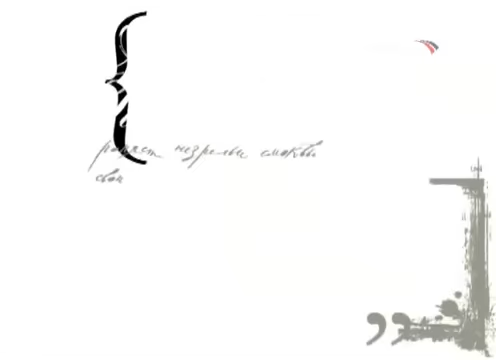 роняет незрелые смоквы
свои